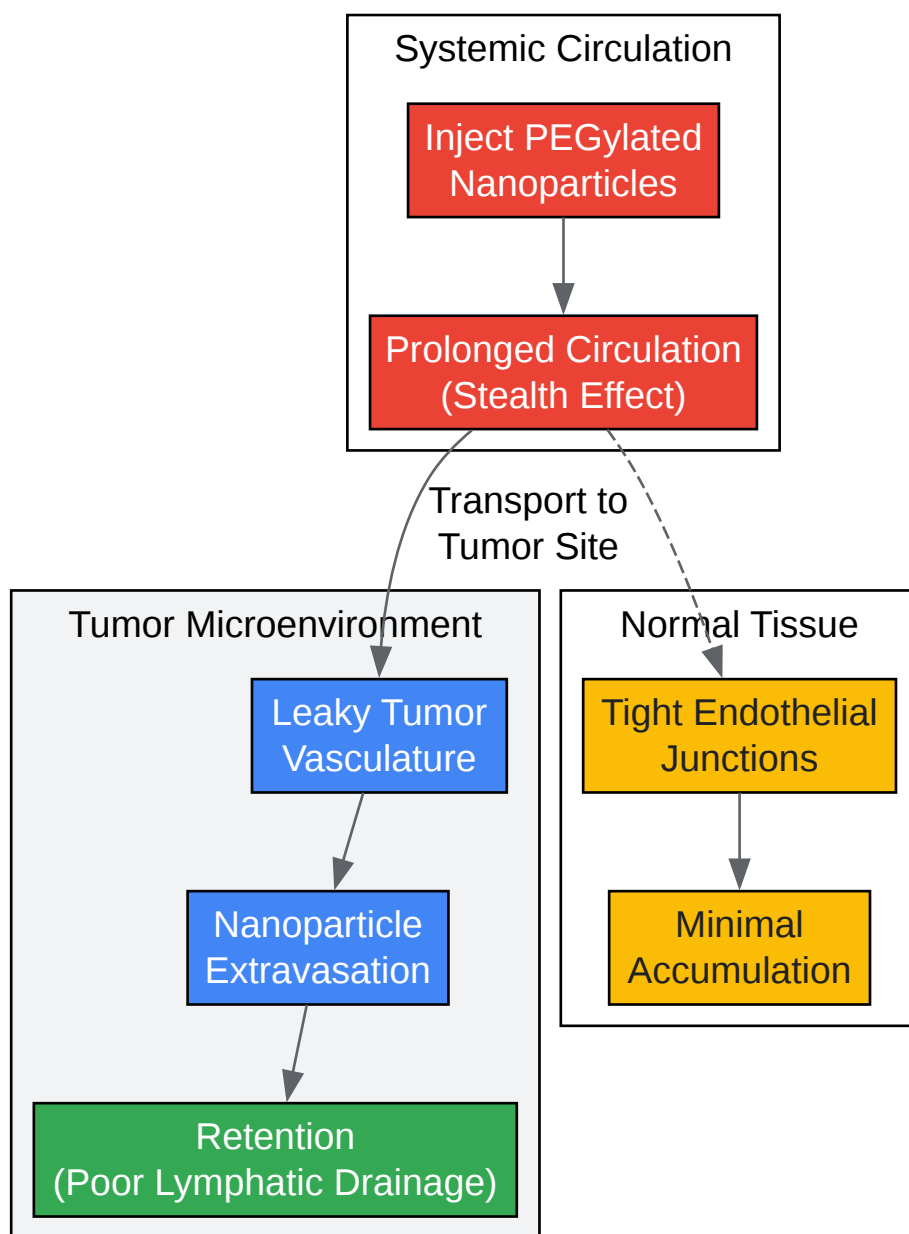 Systemic Circulation
Inject PEGylated
Nanoparticles
Prolonged Circulation
(Stealth Effect)
Transport to
Tumor Site
Tumor Microenvironment
Leaky Tumor
Vasculature
Nanoparticle
Extravasation
Retention
(Poor Lymphatic Drainage)
Normal Tissue
Tight Endothelial
Junctions
Minimal
Accumulation